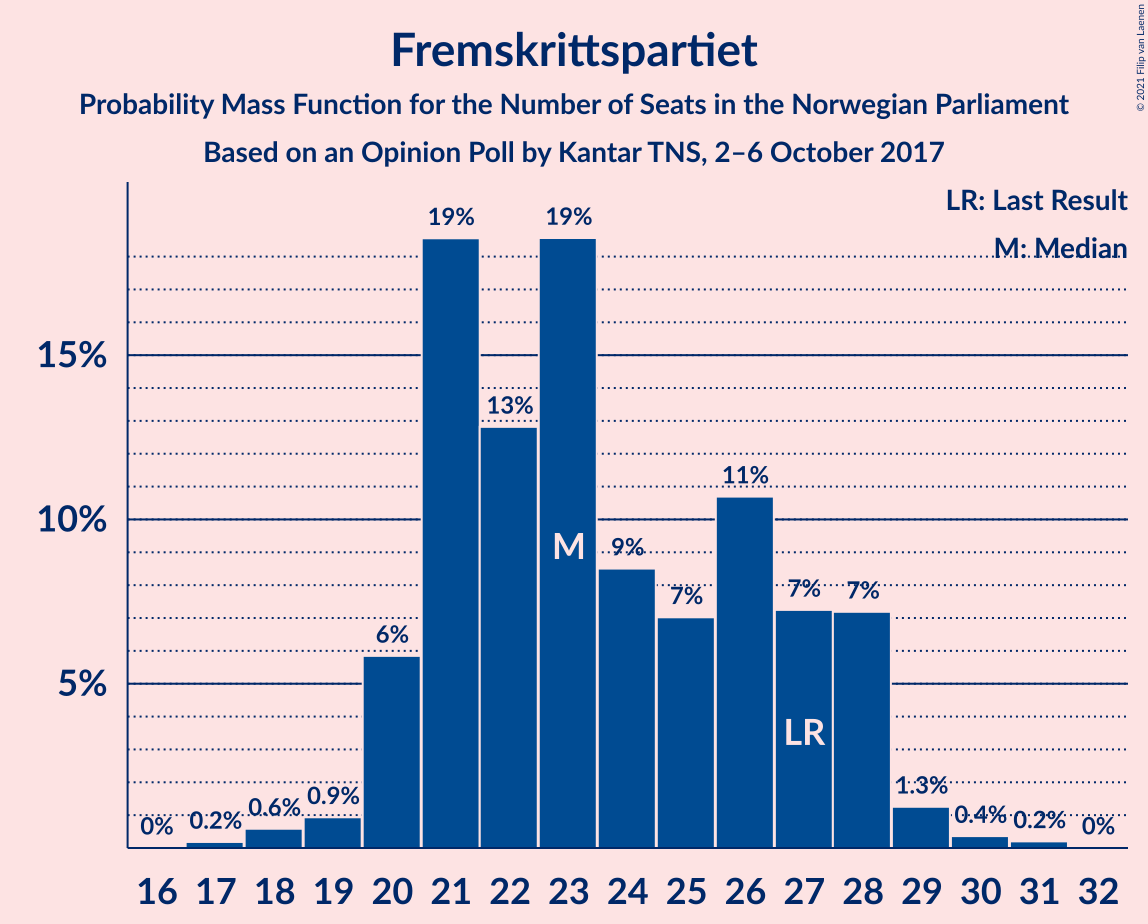 Fremskrittspartiet
Probability Mass Function for the Number of Seats in the Norwegian Parliament
Based on an Opinion Poll by Kantar TNS, 2–6 October 2017
© 2021 Filip van Laenen
LR: Last Result
M: Median
15%
10%
5%
0%
0.2%
0.6%
0.9%
6%
19%
13%
19%
9%
7%
11%
7%
7%
1.3%
0.4%
0.2%
0%
M
LR
16 17 18 19 20 21 22 23 24 25 26 27 28 29 30 31 32